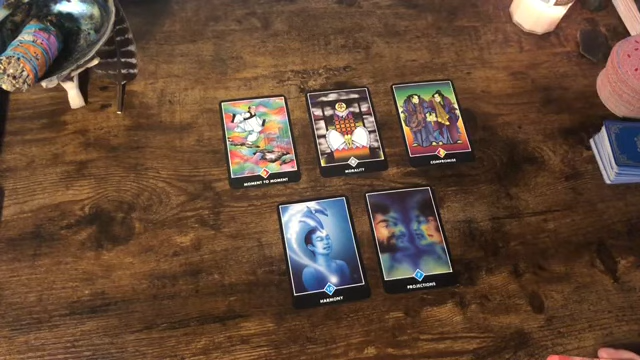 MOMENT TO MOMENT
MORALITY
COMPROMISE
HARMONY
PROJECTIONS